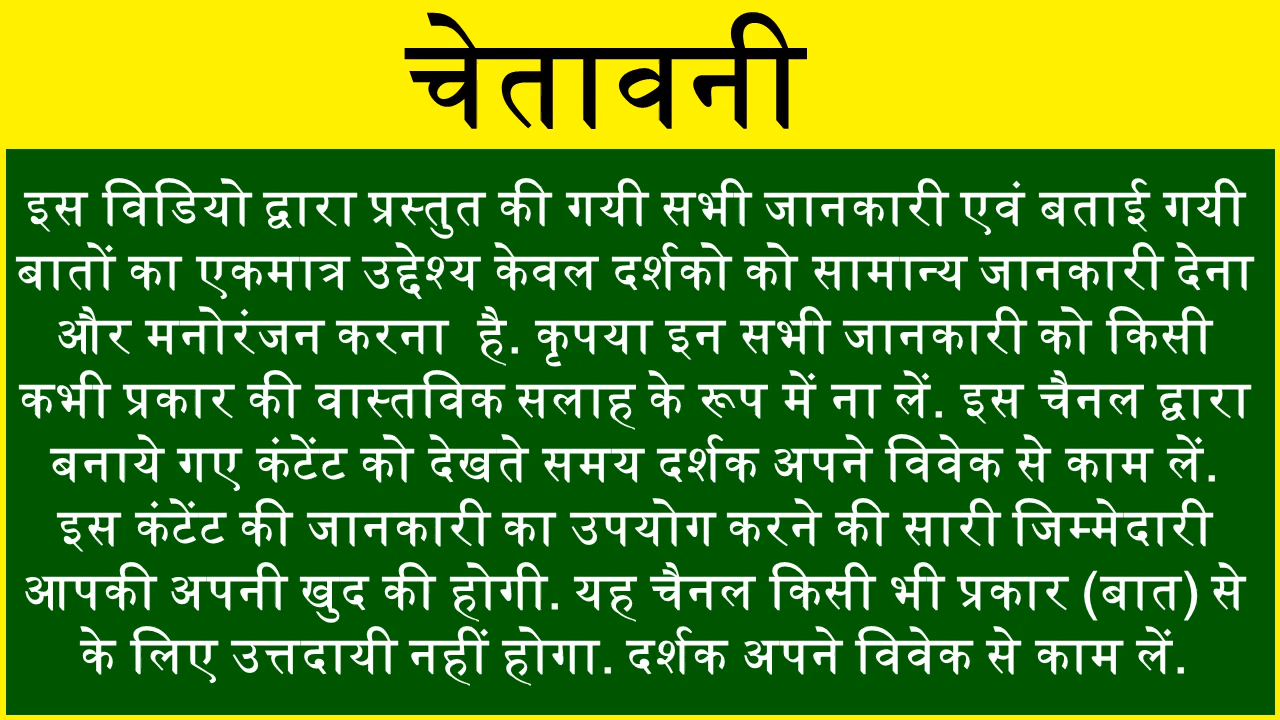 चेतावनी
इस विडियो द्वारा प्रस्तुत की गयी सभी जानकारी एवं बताई गयी
बातों का एकमात्र उद्देश्य केवल दर्शको को सामान्य जानकारी देना
और मनोरंजन करना है. कृपया इन सभी जानकारी को किसी
कभी प्रकार की वास्तविक सलाह के रूप में ना लें. इस चैनल द्वारा
बनाये गए कंटेंट को देखते समय दर्शक अपने विवेक से काम लें.
इस कंटेंट की जानकारी का उपयोग करने की सारी जिम्मेदारी
आपकी अपनी खुद की होगी. यह चैनल किसी भी प्रकार (बात) से
के लिए उत्तदायी नहीं होगा. दर्शक अपने विवेक से काम लें.